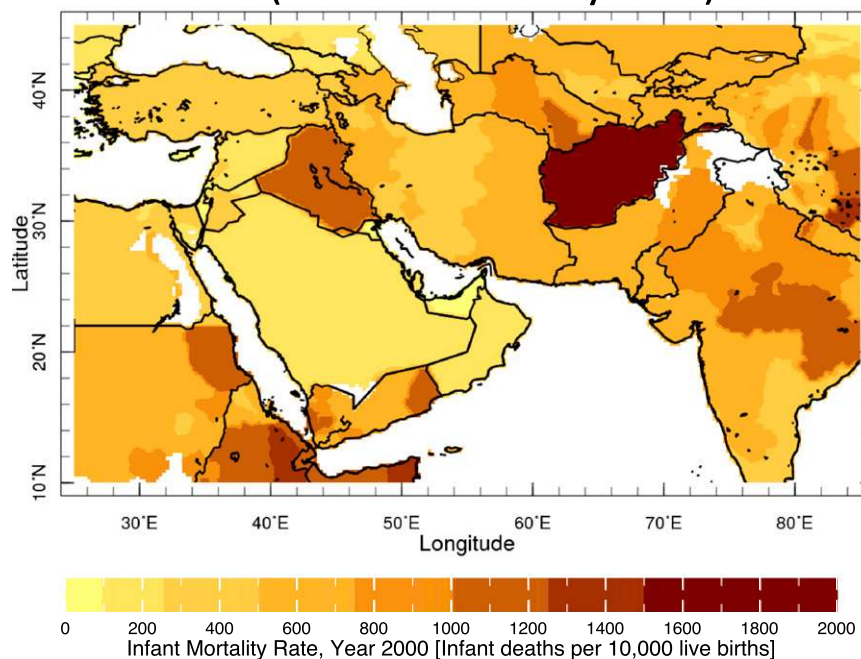 40°N
30°N
20°N
10°N
Latitude
30°E 40°E 50°E 60°E 70°E 80°E
Longitude
0 200 400 600 800 1000 1200 1400 1600 1800 2000
Infant Mortality Rate, Year 2000 [Infant deaths per 10,000 live births]